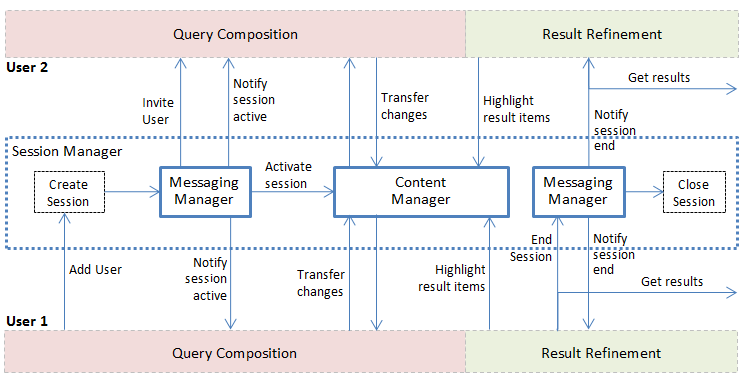 Query Composition
Result Refinement
User 2
Invite
User
Notify
session
active
Transfer
changes
Highlight
result items
Get results
Notify
session
end
Session Manager
Create
Session
Messaging
Manager
Activate
session
Content
Manager
Messaging
Manager
Close
Session
Add User
Notify
session
active
Transfer
changes
Highlight
result items
End
Session
Notify
session
end
Get results
User 1
Query Composition
Result Refinement